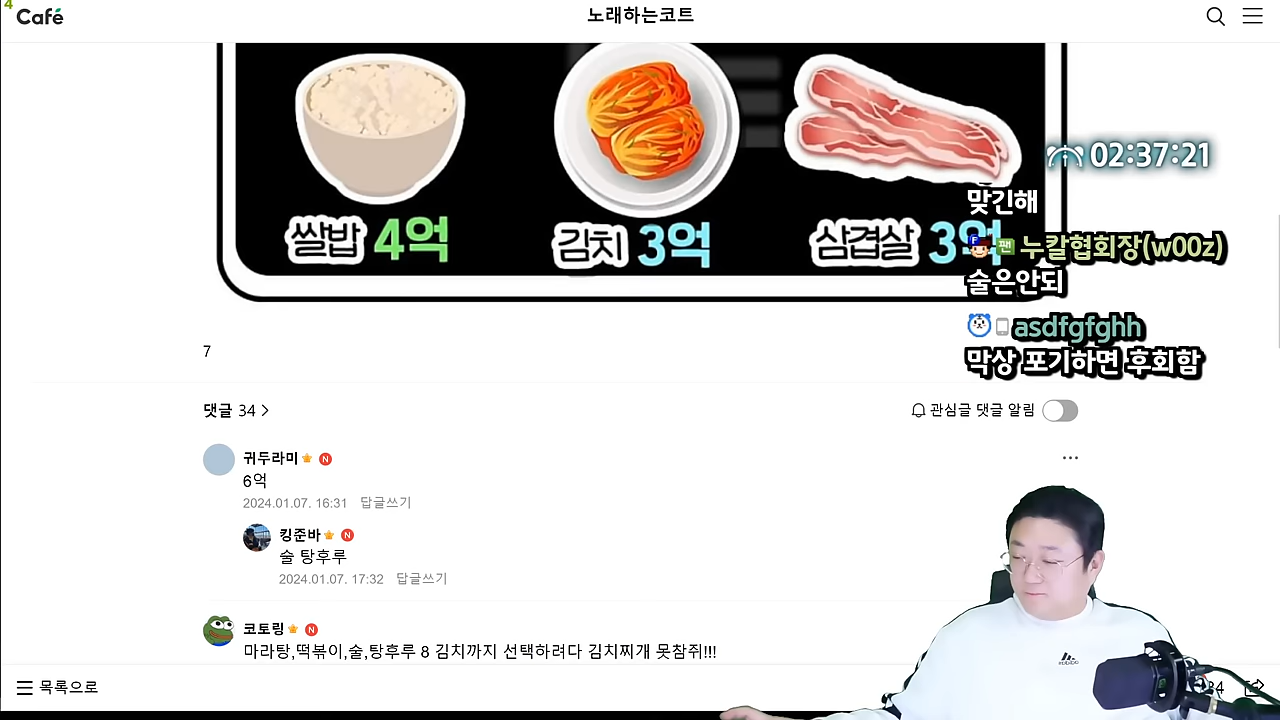 4
Café
노래하는코트
쌀밥 4억
김치 3억
삼겹살 3억
02:37:21
맞긴해
팬 누칼협회장(w00z)
술은안되
asdfgfghh
막상 포기하면 후회함
7
댓글 34
관심글 댓글 알림
귀두라미 N
6억
2024.01.07. 16:31 답글쓰기
킹준바 N
술 탕후루
2024.01.07. 17:32 답글쓰기
코토링 N
마라탕,떡볶이,술,탕후루 8 김치까지 선택하려다 김치찌개 못참쥐!!!
목록으로
34